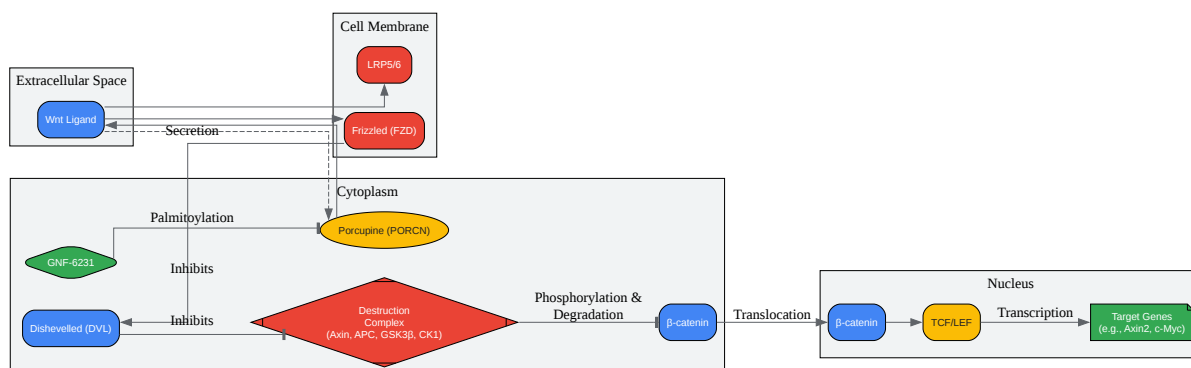 Cell Membrane
LRP5/6
Extracellular Space
Wnt Ligand
Secretion
Frizzled (FZD)
Cytoplasm
Palmitoylation
Porcupine (PORCN)
GNF-6231
Inhibits
Dishevelled (DVL)
Inhibits
Destruction
Complex
(Axin, APC, GSK3β, CK1)
Phosphorylation &
Degradation
β-catenin
Translocation
Nucleus
β-catenin
TCF/LEF
Transcription
Target Genes
(e.g., Axin2, c-Myc)